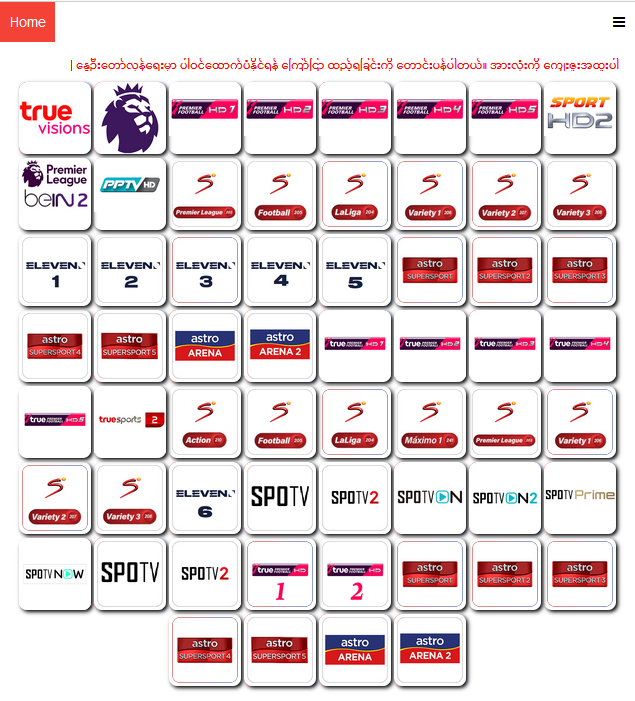 Home
| နွေဦးတော်လှန်ရေးမှာ ပါဝင်ထောက်ပံ့နိုင်ရန် ကြော်ငြာ ထည့်ရခြင်းကို တောင်းပန်ပါတယ်။ အားလုံးကို ကျေးဇူးအထူးပါ
true visions
PREMIER FOOTBALL HD 1
PREMIER FOOTBALL HD 2
PREMIER FOOTBALL HD 3
PREMIER FOOTBALL HD 4
PREMIER FOOTBALL HD 5
SPORT HD2
Premier League beIN 2
PPTV HD
Premier League 203
Football 205
LaLiga 204
Variety 1 206
Variety 2 207
Variety 3 208
ELEVEN 1
ELEVEN 2
ELEVEN 3
ELEVEN 4
ELEVEN 5
astro SUPERSPORT
astro SUPERSPORT 2
astro SUPERSPORT 3
astro SUPERSPORT 4
astro SUPERSPORT 5
astro ARENA
astro ARENA 2
true PREMIER FOOTBALL HD 1
true PREMIER FOOTBALL HD 2
true PREMIER FOOTBALL HD 3
true PREMIER FOOTBALL HD 4
true PREMIER FOOTBALL HD 5
truesports 2
Action 210
Football 205
LaLiga 204
Máximo 1 241
Premier League 203
Variety 1 206
Variety 2 207
Variety 3 208
ELEVEN 6
SPOTV
SPOTV2
SPOTV ON
SPOTV ON2
SPOTV Prime
SPOTV NOW
SPOTV
SPOTV2
true PREMIER FOOTBALL HD 1
true PREMIER FOOTBALL HD 2
astro SUPERSPORT
astro SUPERSPORT 2
astro SUPERSPORT 3
astro SUPERSPORT 4
astro SUPERSPORT 5
astro ARENA
astro ARENA 2